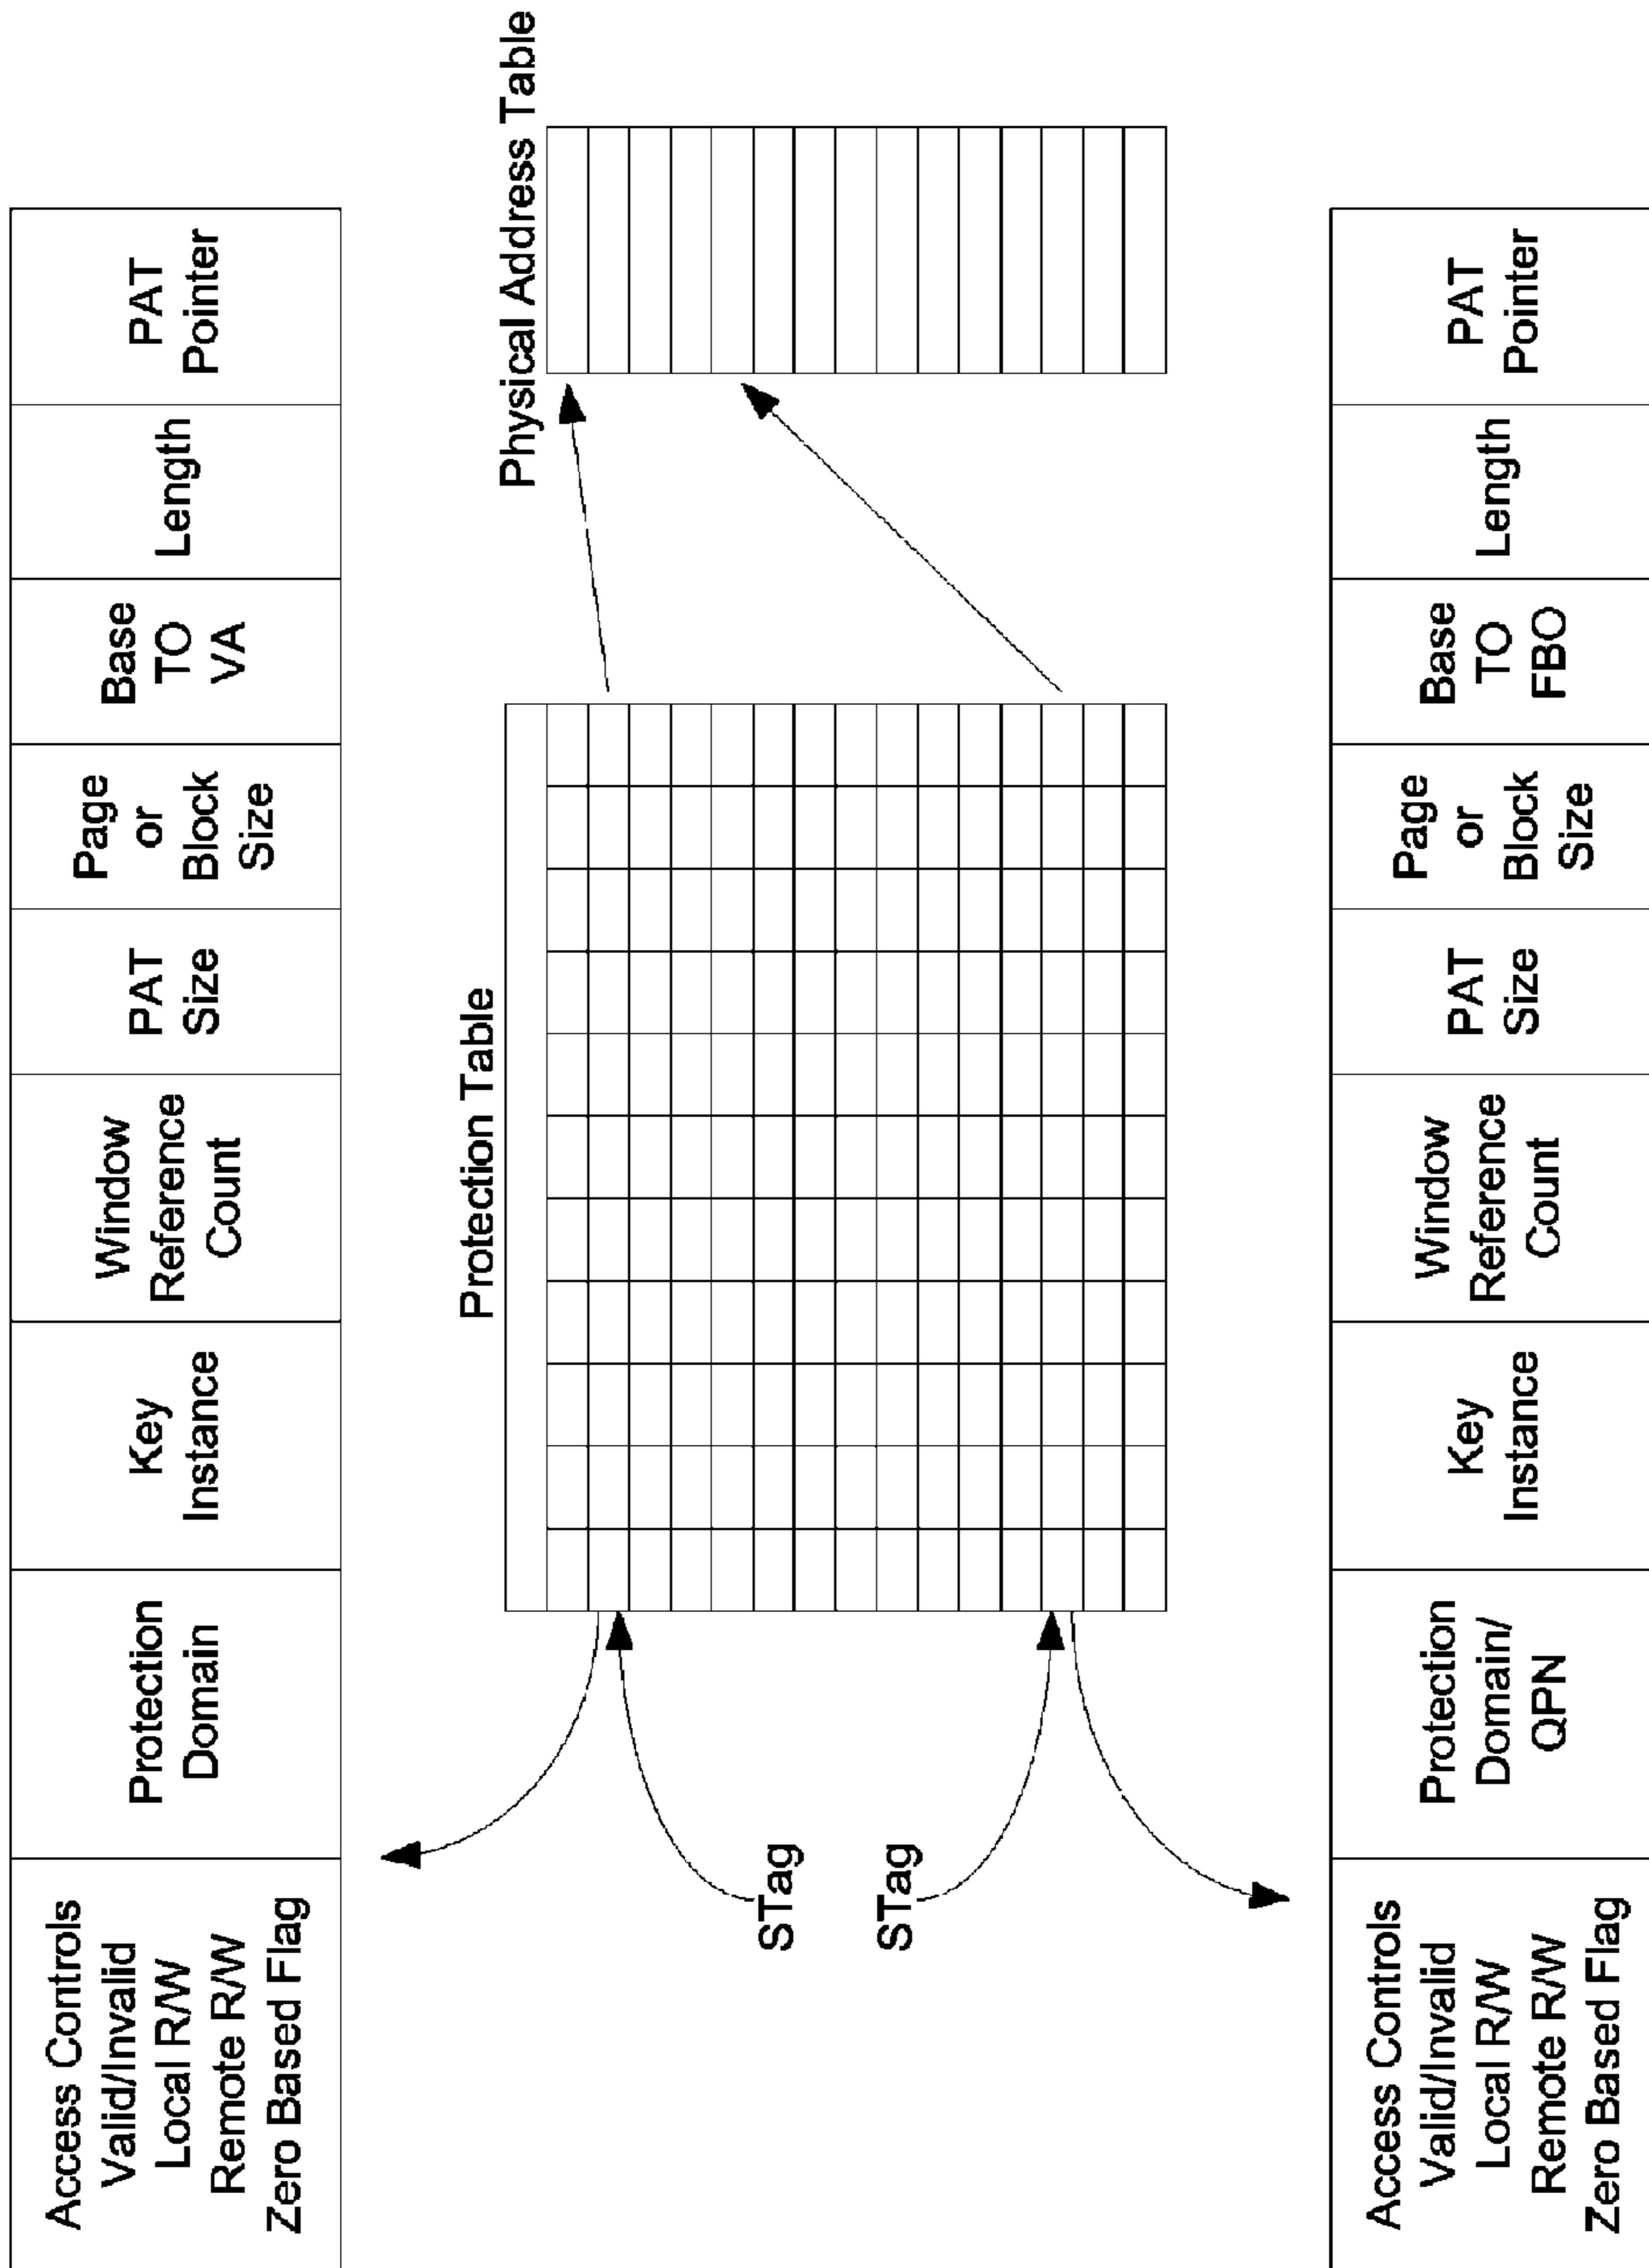 Access Controls
Valid/Invalid
Local R/W
Remote R/W
Zero Based Flag
Protection
Domain
Key
Instance
Window
Reference
Count
PAT
Size
Page
or
Block
Size
Base
TO
VA
Length
PAT
Pointer
Protection Table
Physical Address Table
STag
STag
Access Controls
Valid/Invalid
Local R/W
Remote R/W
Zero Based Flag
Protection
Domain/
QPN
Key
Instance
Window
Reference
Count
PAT
Size
Page
or
Block
Size
Base
TO
FBO
Length
PAT
Pointer